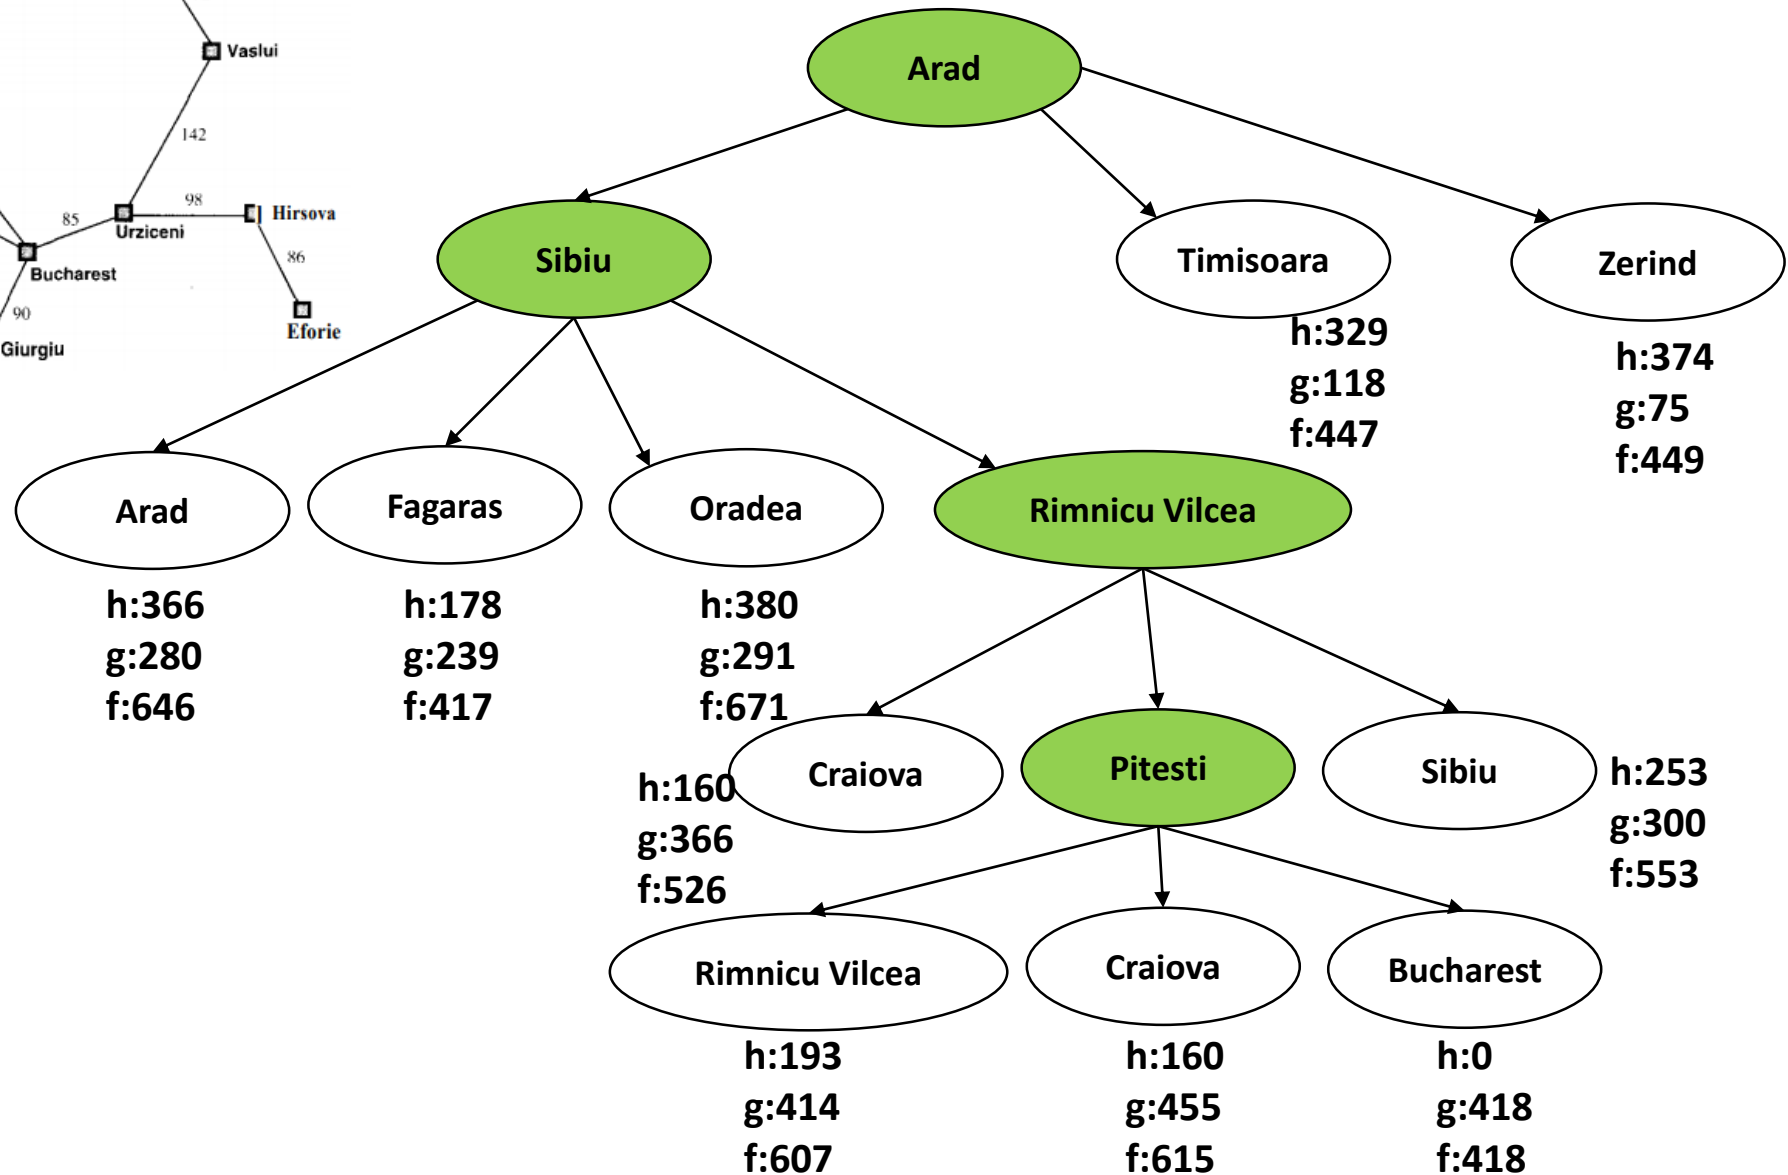 Vaslui
142
98
85
Hirsova
Urziceni
86
Bucharest
90
Eforie
Giurgiu
Arad
Sibiu
Timisoara
Zerind
h:329
g:118
f:447
h:374
g:75
f:449
Arad
Fagaras
Oradea
Rimnicu Vilcea
h:366
g:280
f:646
h:178
g:239
f:417
h:380
g:291
f:671
Craiova
Pitesti
Sibiu
h:160
g:366
f:526
h:253
g:300
f:553
Rimnicu Vilcea
Craiova
Bucharest
h:193
g:414
f:607
h:160
g:455
f:615
h:0
g:418
f:418